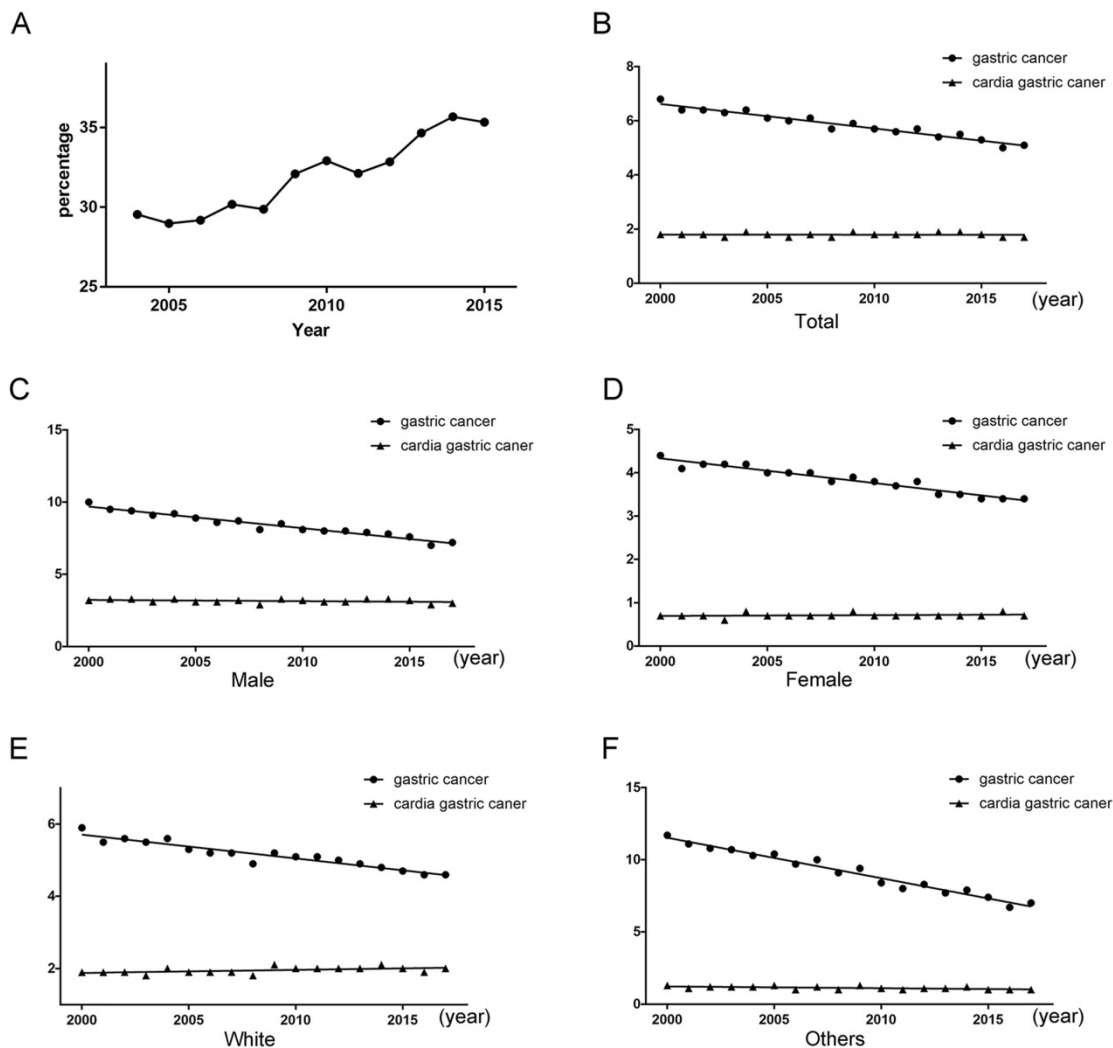 A
percentage
35
30
25
2005
2010
2015
Year
B
gastric cancer
cardia gastric caner
8
6
4
2
0
2000
2005
2010
2015
(year)
Total
C
gastric cancer
cardia gastric caner
15
10
5
0
2000
2005
2010
2015
(year)
Male
D
gastric cancer
cardia gastric caner
5
4
3
2
1
0
2000
2005
2010
2015
(year)
Female
E
gastric cancer
cardia gastric caner
6
4
2
2000
2005
2010
2015
(year)
White
F
gastric cancer
cardia gastric caner
15
10
5
0
2000
2005
2010
2015
(year)
Others